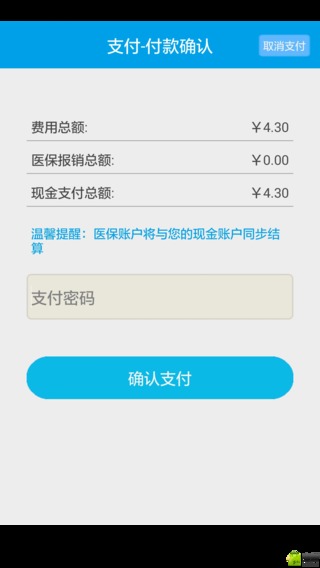 支付-付款确认
取消支付
费用总额: ￥4.30
医保报销总额: ￥0.00
现金支付总额: ￥4.30
温馨提醒：医保账户将与您的现金账户同步结
算
支付密码
确认支付